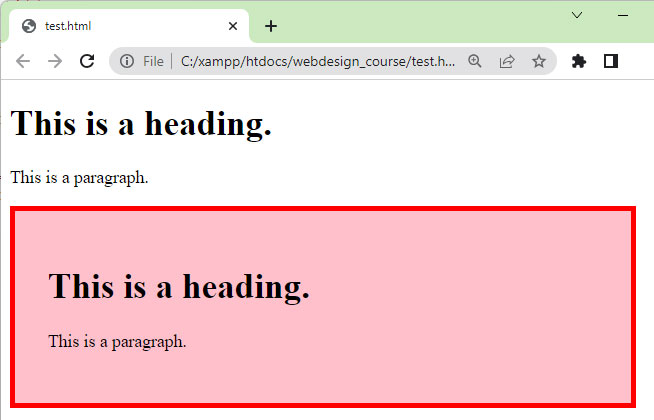 test.html
File C:/xampp/htdocs/webdesign_course/test.h...
This is a heading.
This is a paragraph.
This is a heading.
This is a paragraph.